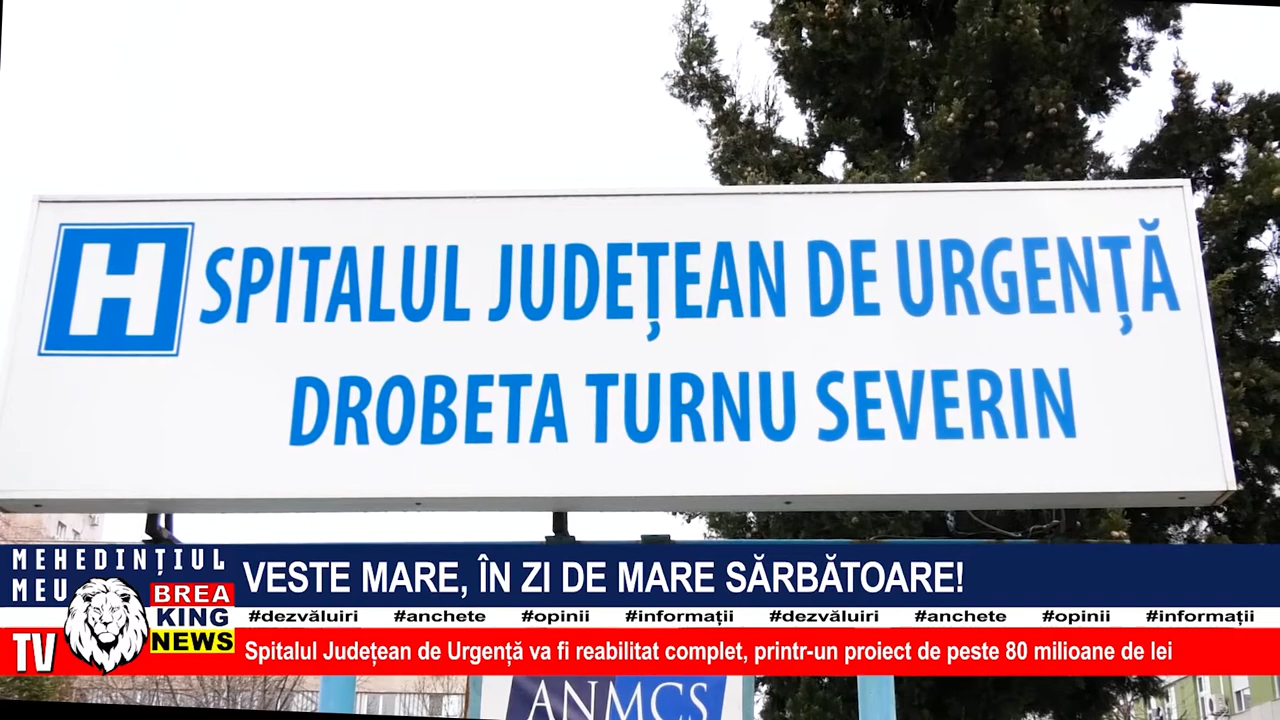 H SPITALUL JUDEȚEAN DE URGENȚĂ
DROBETA TURNU SEVERIN
MEHEDINȚIUL
MEU
TV
BREA
KING
NEWS
VESTE MARE, ÎN ZI DE MARE SĂRBĂTOARE!
#dezvăluiri #anchete #opinii #informații #dezvăluiri #anchete #opinii #informații
Spitalul Județean de Urgență va fi reabilitat complet, printr-un proiect de peste 80 milioane de lei
ANMCS